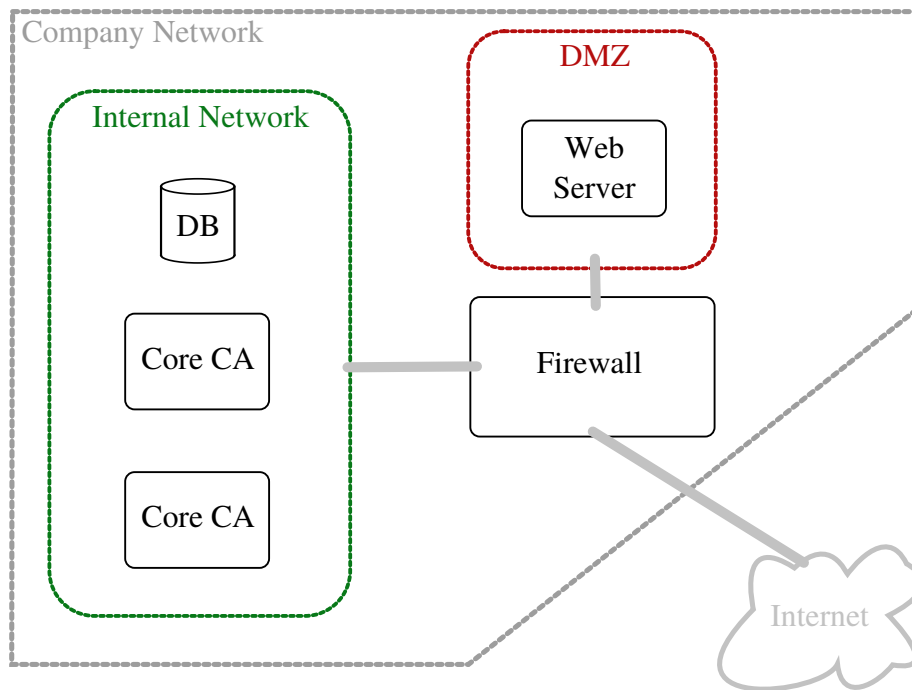 Company Network
DMZ
Internal Network
Web
Server
DB
Core CA
Firewall
Core CA
Internet